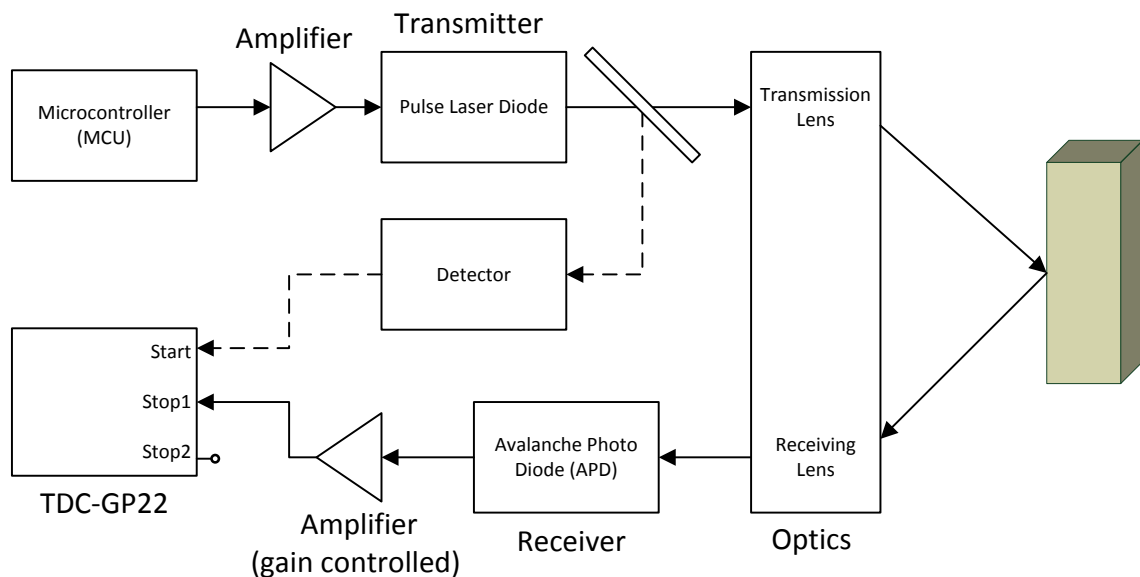 Amplifier
Transmitter
Microcontroller
(MCU)
Pulse Laser Diode
Transmission
Lens
Detector
Start
Stop1
Stop2
TDC-GP22
Amplifier
(gain controlled)
Avalanche Photo
Diode (APD)
Receiver
Receiving
Lens
Optics